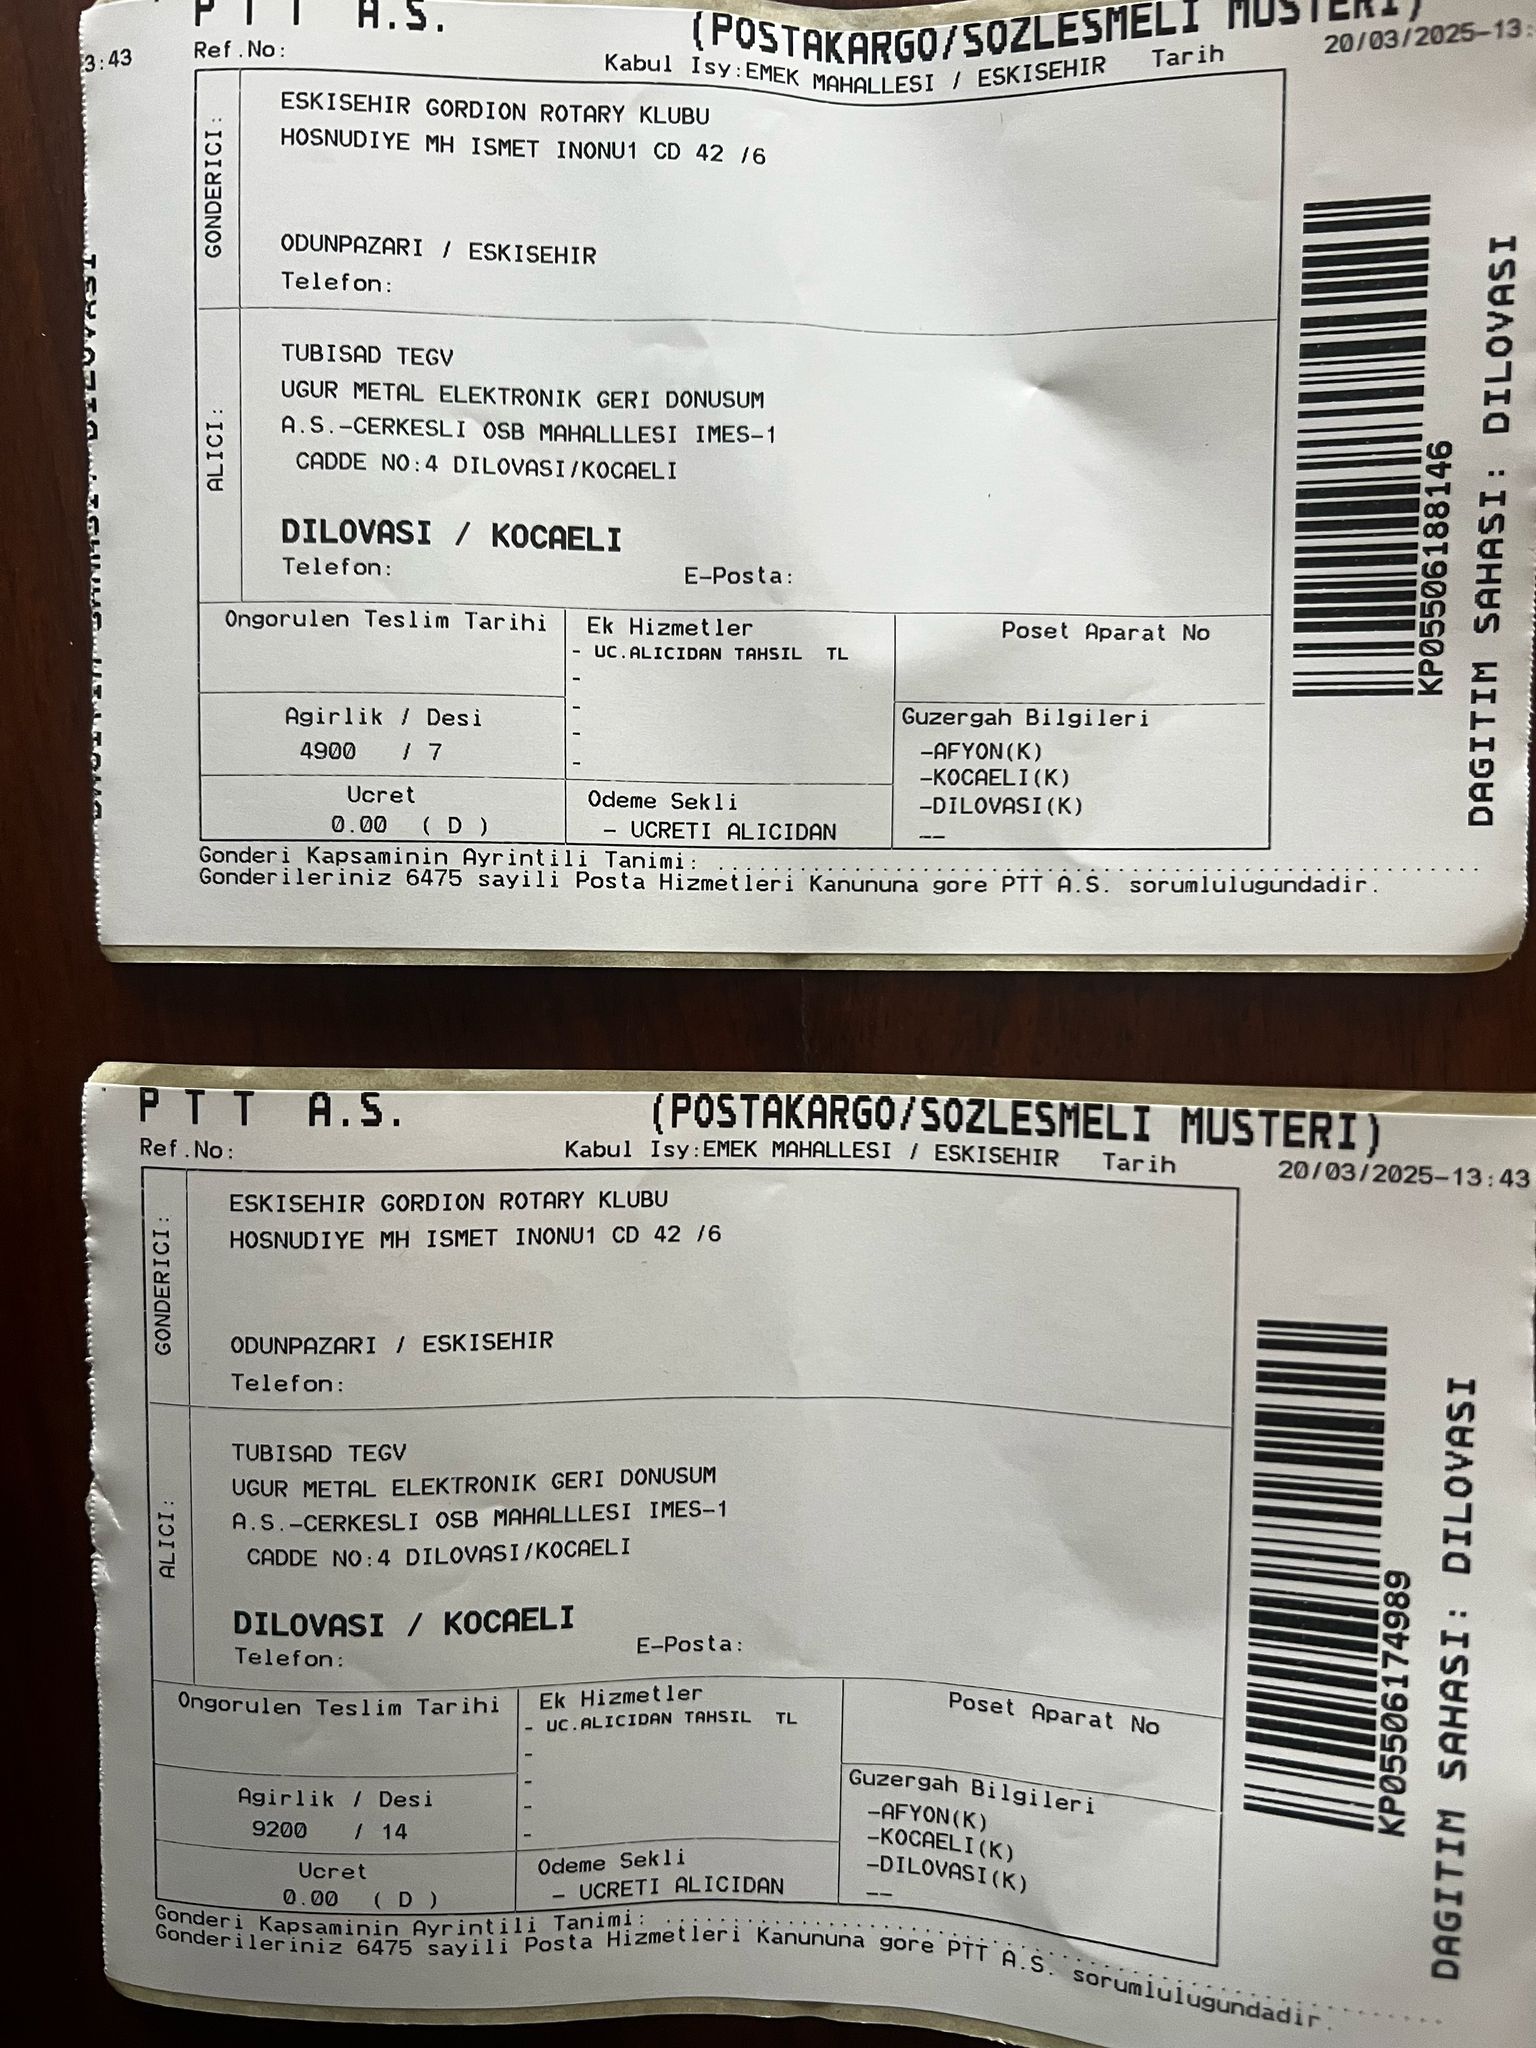 P T T A.S. (POSTAKARGO/SOZLESMELI MUSTERI)
3:43 Ref.No: Kabul Isy:EMEK MAHALLESI / ESKISEHIR Tarih 20/03/2025-13:
GONDERICI:
ESKISEHIR GORDION ROTARY KLUBU
HOSNUDIYE MH ISMET INONU1 CD 42 /6
ODUNPAZARI / ESKISEHIR
Telefon:
ALICI:
TUBISAD TEGV
UGUR METAL ELEKTRONIK GERI DONUSUM
A.S.-CERKESLI OSB MAHALLLESI IMES-1
CADDE NO:4 DILOVASI/KOCAELI
DILOVASI / KOCAELI
Telefon: E-Posta:
Ongorulen Teslim Tarihi
Ek Hizmetler
- UC.ALICIDAN TAHSIL TL
-
-
-
-
Poset Aparat No
Agirlik / Desi
4900 / 7
Guzergah Bilgileri
-AFYON(K)
-KOCAELI(K)
-DILOVASI(K)
--
Ucret
0.00 ( D )
Odeme Sekli
- UCRETI ALICIDAN
Gonderi Kapsaminin Ayrintili Tanimi: ........................................
Gonderileriniz 6475 sayili Posta Hizmetleri Kanununa gore PTT A.S. sorumlulugundadir.
KP05506188146
DAGITIM SAHASI: DILOVASI
P T T A.S. (POSTAKARGO/SOZLESMELI MUSTERI)
Ref.No: Kabul Isy:EMEK MAHALLESI / ESKISEHIR Tarih 20/03/2025-13:43
GONDERICI:
ESKISEHIR GORDION ROTARY KLUBU
HOSNUDIYE MH ISMET INONU1 CD 42 /6
ODUNPAZARI / ESKISEHIR
Telefon:
ALICI:
TUBISAD TEGV
UGUR METAL ELEKTRONIK GERI DONUSUM
A.S.-CERKESLI OSB MAHALLLESI IMES-1
CADDE NO:4 DILOVASI/KOCAELI
DILOVASI / KOCAELI
Telefon: E-Posta:
Ongorulen Teslim Tarihi
Ek Hizmetler
- UC.ALICIDAN TAHSIL TL
-
-
-
-
Poset Aparat No
Agirlik / Desi
9200 / 14
Guzergah Bilgileri
-AFYON(K)
-KOCAELI(K)
-DILOVASI(K)
--
Ucret
0.00 ( D )
Odeme Sekli
- UCRETI ALICIDAN
Gonderi Kapsaminin Ayrintili Tanimi: ........................................
Gonderileriniz 6475 sayili Posta Hizmetleri Kanununa gore PTT A.S. sorumlulugundadir.
KP05506174989
DAGITIM SAHASI: DILOVASI